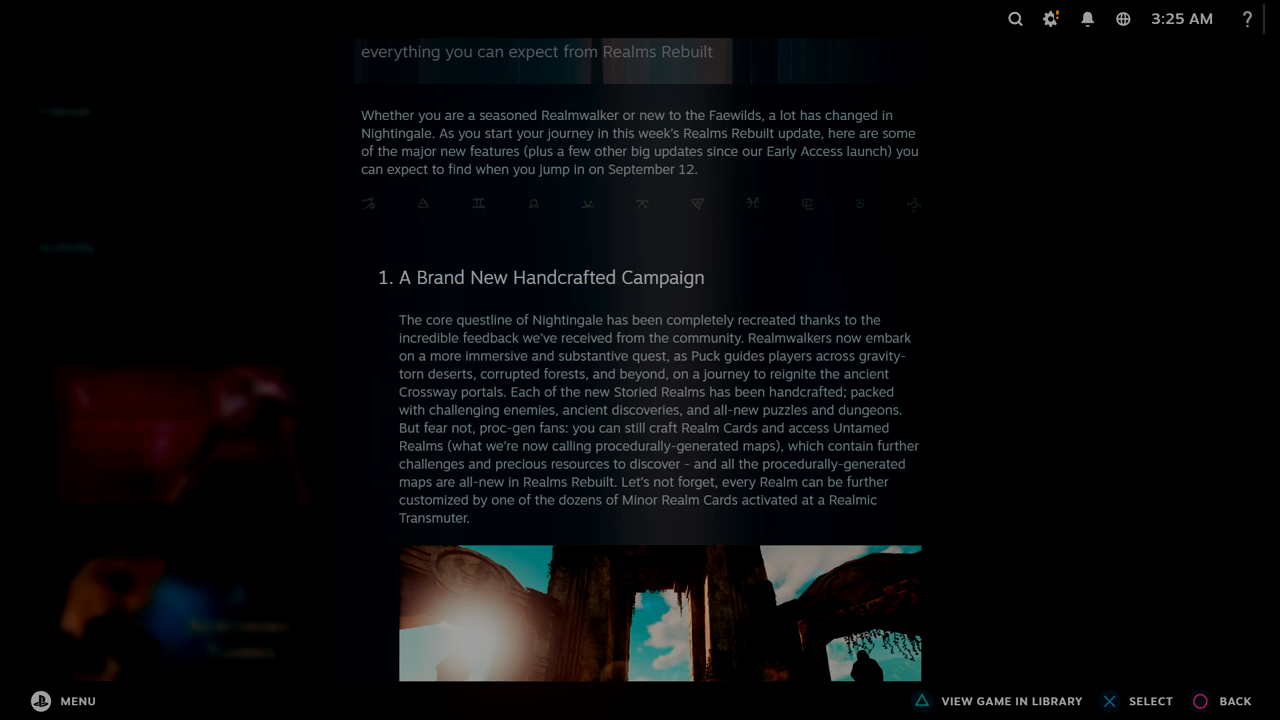 3:25 AM
everything you can expect from Realms Rebuilt
Whether you are a seasoned Realmwalker or new to the Faewilds, a lot has changed in
Nightingale. As you start your journey in this week's Realms Rebuilt update, here are some
of the major new features (plus a few other big updates since our Early Access launch) you
can expect to find when you jump in on September 12.
1. A Brand New Handcrafted Campaign
The core questline of Nightingale has been completely recreated thanks to the
incredible feedback we've received from the community. Realmwalkers now embark
on a more immersive and substantive quest, as Puck guides players across gravity-
torn deserts, corrupted forests, and beyond, on a journey to reignite the ancient
Crossway portals. Each of the new Storied Realms has been handcrafted; packed
with challenging enemies, ancient discoveries, and all-new puzzles and dungeons.
But fear not, proc-gen fans: you can still craft Realm Cards and access Untamed
Realms (what we're now calling procedurally-generated maps), which contain further
challenges and precious resources to discover - and all the procedurally-generated
maps are all-new in Realms Rebuilt. Let's not forget, every Realm can be further
customized by one of the dozens of Minor Realm Cards activated at a Realmic
Transmuter.
MENU
VIEW GAME IN LIBRARY
SELECT
BACK